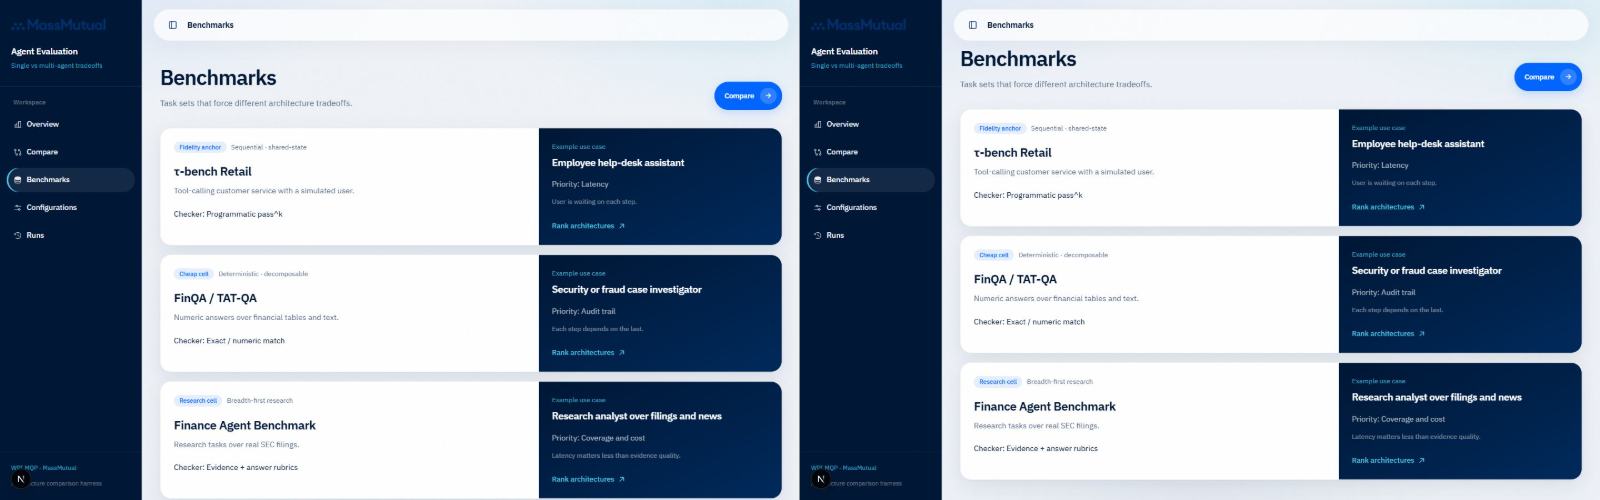 MassMutual
Agent Evaluation
Single vs multi-agent tradeoffs
Workspace
Overview
Compare
Benchmarks
Configurations
Runs
WPI MQP · MassMutual
N
cture comparison harness
Benchmarks
Benchmarks
Task sets that force different architecture tradeoffs.
Compare
Fidelity anchor Sequential · shared-state
τ-bench Retail
Tool-calling customer service with a simulated user.
Checker: Programmatic pass^k
Example use case
Employee help-desk assistant
Priority: Latency
User is waiting on each step.
Rank architectures
Cheap cell Deterministic · decomposable
FinQA / TAT-QA
Numeric answers over financial tables and text.
Checker: Exact / numeric match
Example use case
Security or fraud case investigator
Priority: Audit trail
Each step depends on the last.
Rank architectures
Research cell Breadth-first research
Finance Agent Benchmark
Research tasks over real SEC filings.
Checker: Evidence + answer rubrics
Example use case
Research analyst over filings and news
Priority: Coverage and cost
Latency matters less than evidence quality.
Rank architectures
MassMutual
Agent Evaluation
Single vs multi-agent tradeoffs
Workspace
Overview
Compare
Benchmarks
Configurations
Runs
WPI MQP · MassMutual
N
cture comparison harness
Benchmarks
Benchmarks
Task sets that force different architecture tradeoffs.
Compare
Fidelity anchor Sequential · shared-state
τ-bench Retail
Tool-calling customer service with a simulated user.
Checker: Programmatic pass^k
Example use case
Employee help-desk assistant
Priority: Latency
User is waiting on each step.
Rank architectures
Cheap cell Deterministic · decomposable
FinQA / TAT-QA
Numeric answers over financial tables and text.
Checker: Exact / numeric match
Example use case
Security or fraud case investigator
Priority: Audit trail
Each step depends on the last.
Rank architectures
Research cell Breadth-first research
Finance Agent Benchmark
Research tasks over real SEC filings.
Checker: Evidence + answer rubrics
Example use case
Research analyst over filings and news
Priority: Coverage and cost
Latency matters less than evidence quality.
Rank architectures